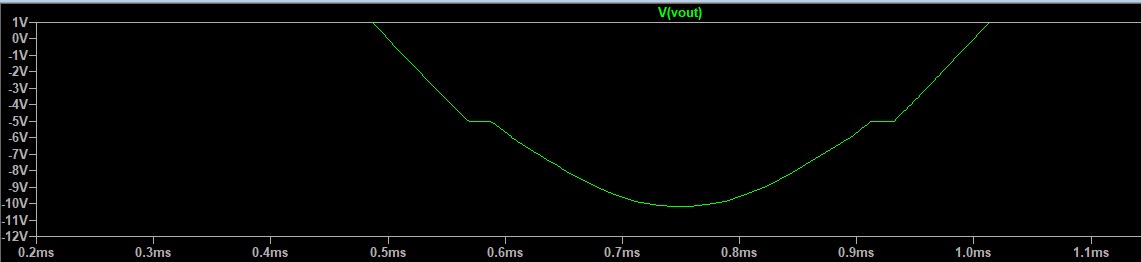 V(vout)
1V
0V
-1V
-2V
-3V
-4V
-5V
-6V
-7V
-8V
-9V
-10V
-11V
-12V
0.2ms 0.3ms 0.4ms 0.5ms 0.6ms 0.7ms 0.8ms 0.9ms 1.0ms 1.1ms